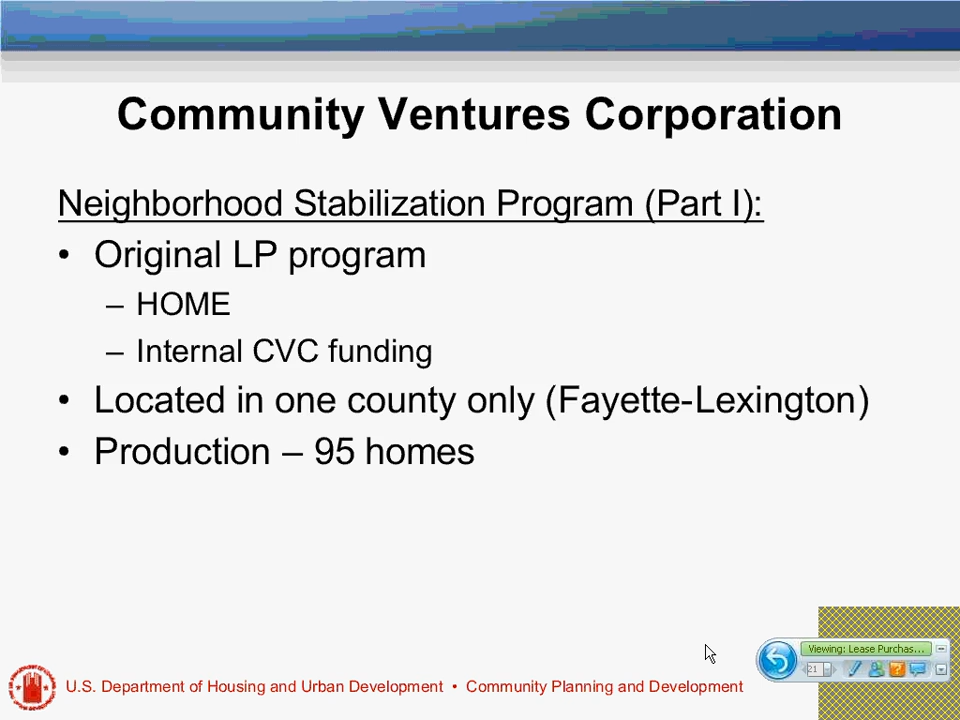 Community Ventures Corporation
Neighborhood Stabilization Program (Part I):
• Original LP program
– HOME
– Internal CVC funding
• Located in one county only (Fayette-Lexington)
• Production – 95 homes
Viewing: Lease Purchas...
21
U.S. Department of Housing and Urban Development • Community Planning and Development